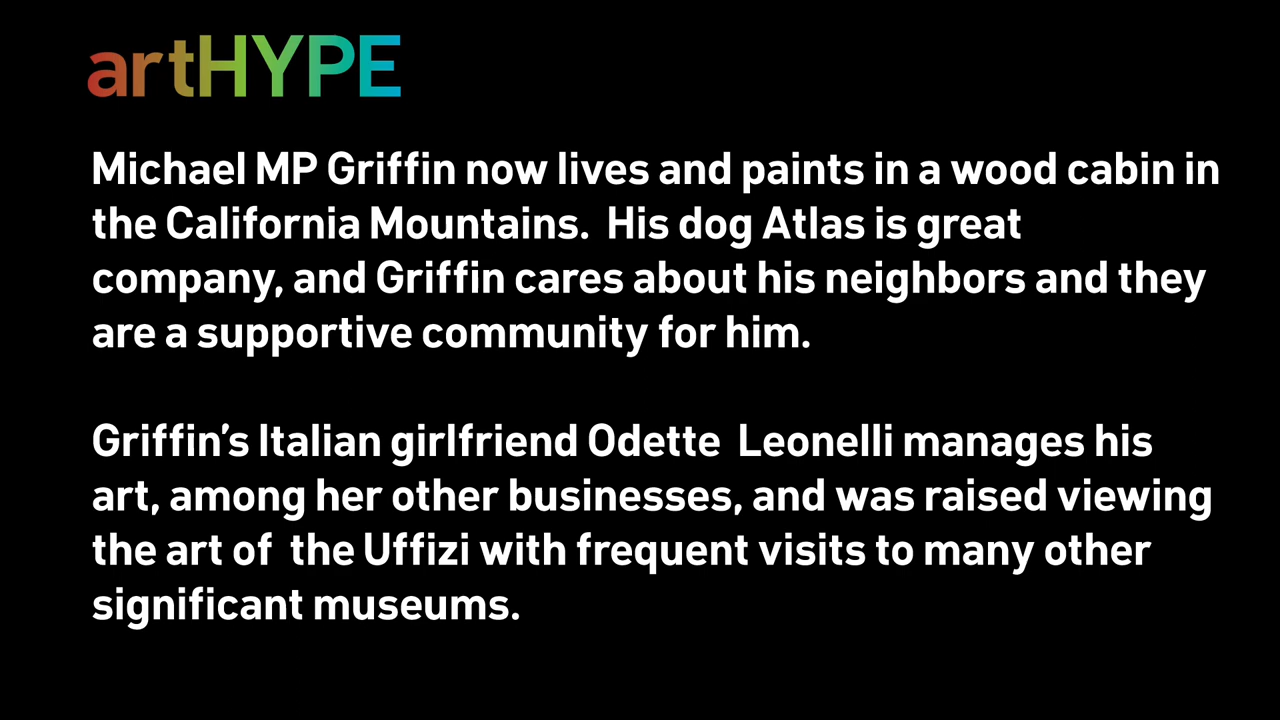 artHYPE
Michael MP Griffin now lives and paints in a wood cabin in
the California Mountains.  His dog Atlas is great
company, and Griffin cares about his neighbors and they
are a supportive community for him.
Griffin’s Italian girlfriend Odette  Leonelli manages his
art, among her other businesses, and was raised viewing
the art of  the Uffizi with frequent visits to many other
significant museums.